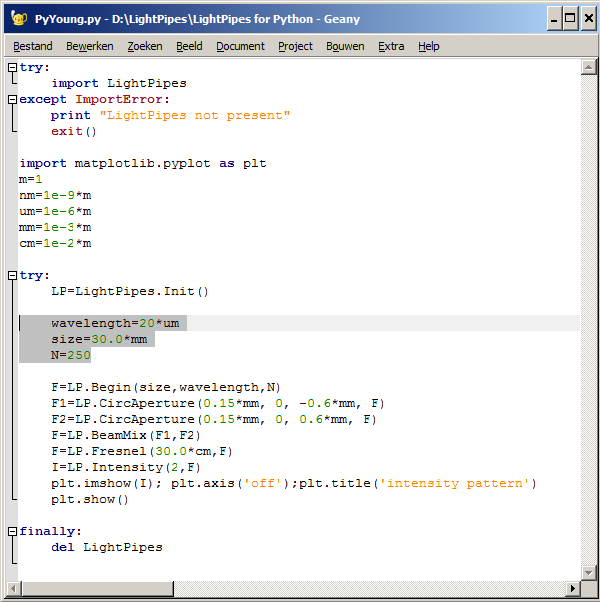 PyYoung.py - D:\LightPipes\LightPipes for Python - Geany
Bestand Bewerken Zoeken Beeld Document Project Bouwen Extra Help
try:
    import LightPipes
except ImportError:
    print "LightPipes not present"
    exit()

import matplotlib.pyplot as plt
m=1
nm=1e-9*m
um=1e-6*m
mm=1e-3*m
cm=1e-2*m

try:
    LP=LightPipes.Init()

    wavelength=20*um
    size=30.0*mm
    N=250

    F=LP.Begin(size,wavelength,N)
    F1=LP.CircAperture(0.15*mm, 0, -0.6*mm, F)
    F2=LP.CircAperture(0.15*mm, 0, 0.6*mm, F)
    F=LP.BeamMix(F1,F2)
    F=LP.Fresnel(30.0*cm,F)
    I=LP.Intensity(2,F)
    plt.imshow(I); plt.axis('off');plt.title('intensity pattern')
    plt.show()

finally:
    del LightPipes